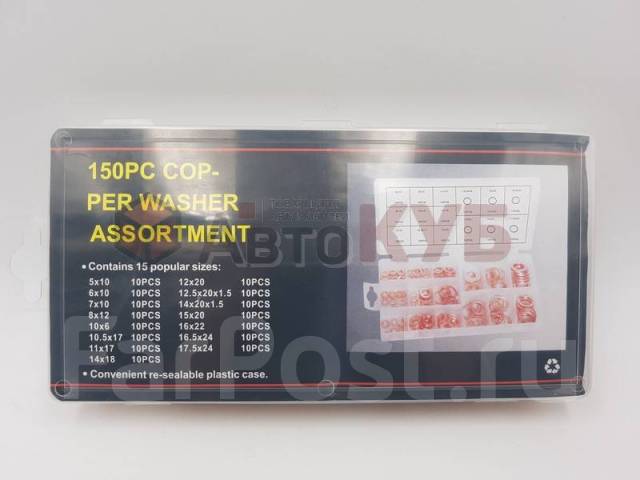 150PC COP-
PER WASHER
ASSORTMENT
АвтоКУБ
• Contains 15 popular sizes:
5x10 10PCS 12x20 10PCS
6x10 10PCS 12.5x20x1.5 10PCS
7x10 10PCS 14x20x1.5 10PCS
8x12 10PCS 15x20 10PCS
10x6 10PCS 16x22 10PCS
10.5x17 10PCS 16.5x24 10PCS
11x17 10PCS 17.5x24 10PCS
14x18 10PCS
• Convenient re-sealable plastic case.
FarPost.ru